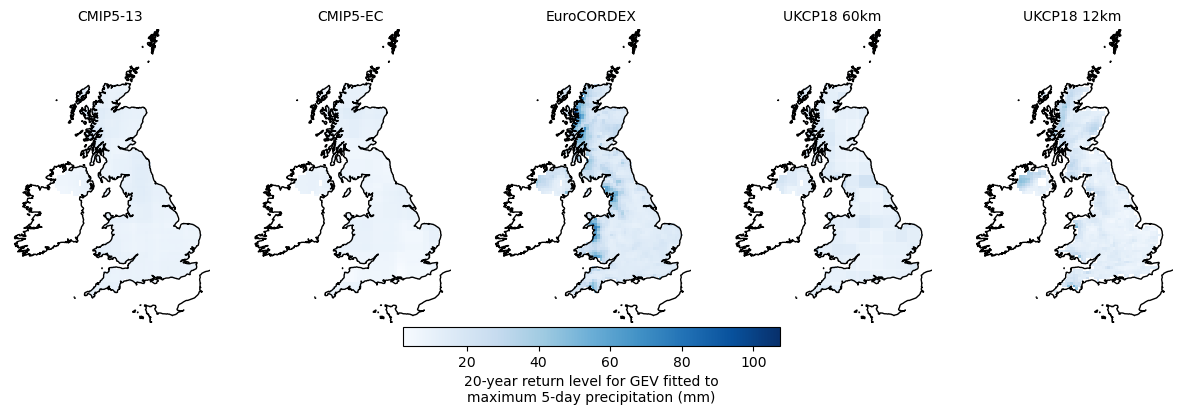 CMIP5-13
CMIP5-EC
EuroCORDEX
UKCP18 60km
UKCP18 12km
20
40
60
80
100
20-year return level for GEV fitted to
maximum 5-day precipitation (mm)